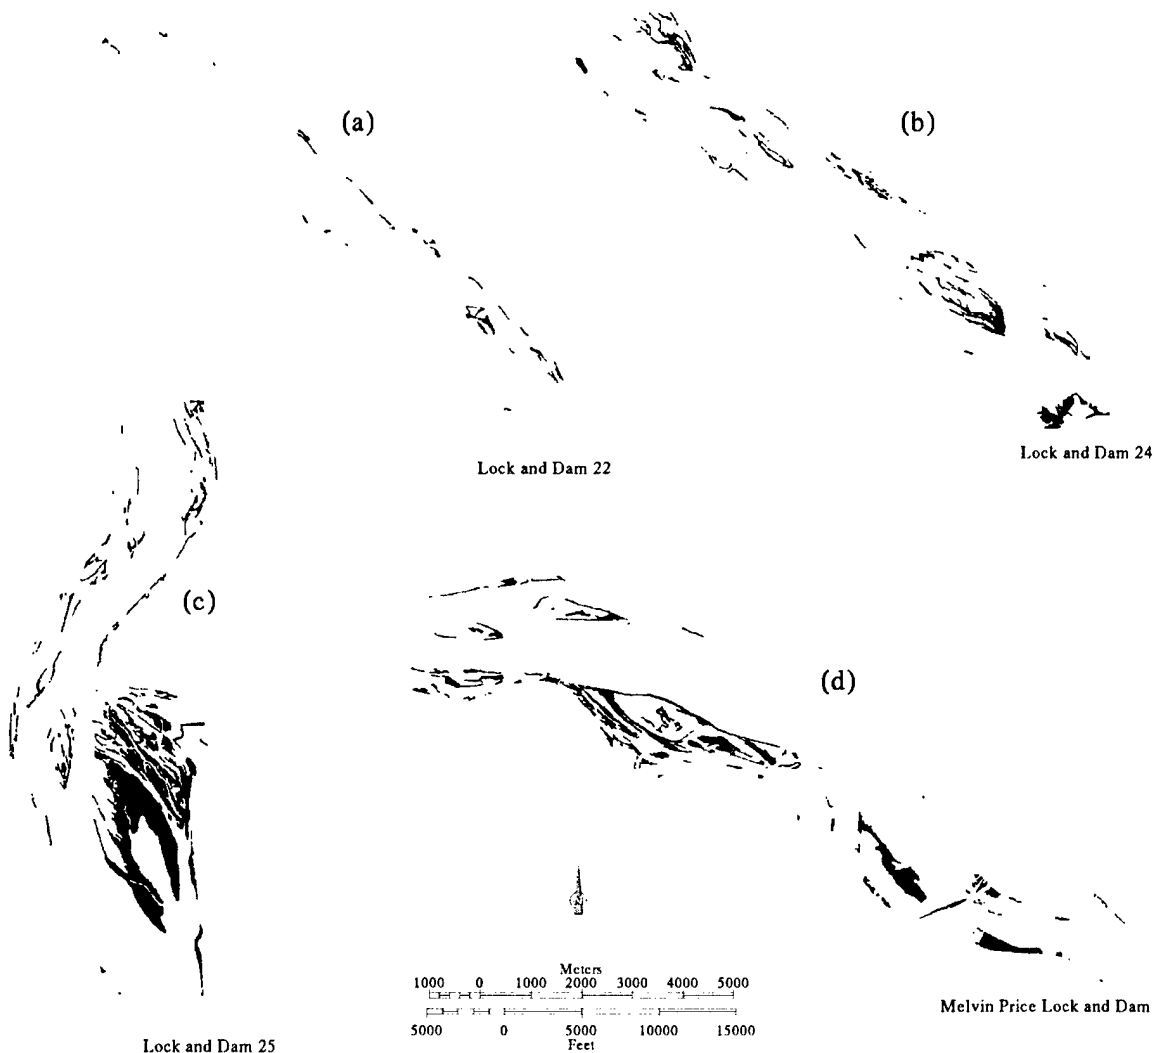 (a)
(b)
Lock and Dam 24
Lock and Dam 22
(c)
(d)
Meters
1000 0 1000 2000 3000 4000 5000
5000 0 5000 10000 15000
Feet
Melvin Price Lock and Dam
Lock and Dam 25